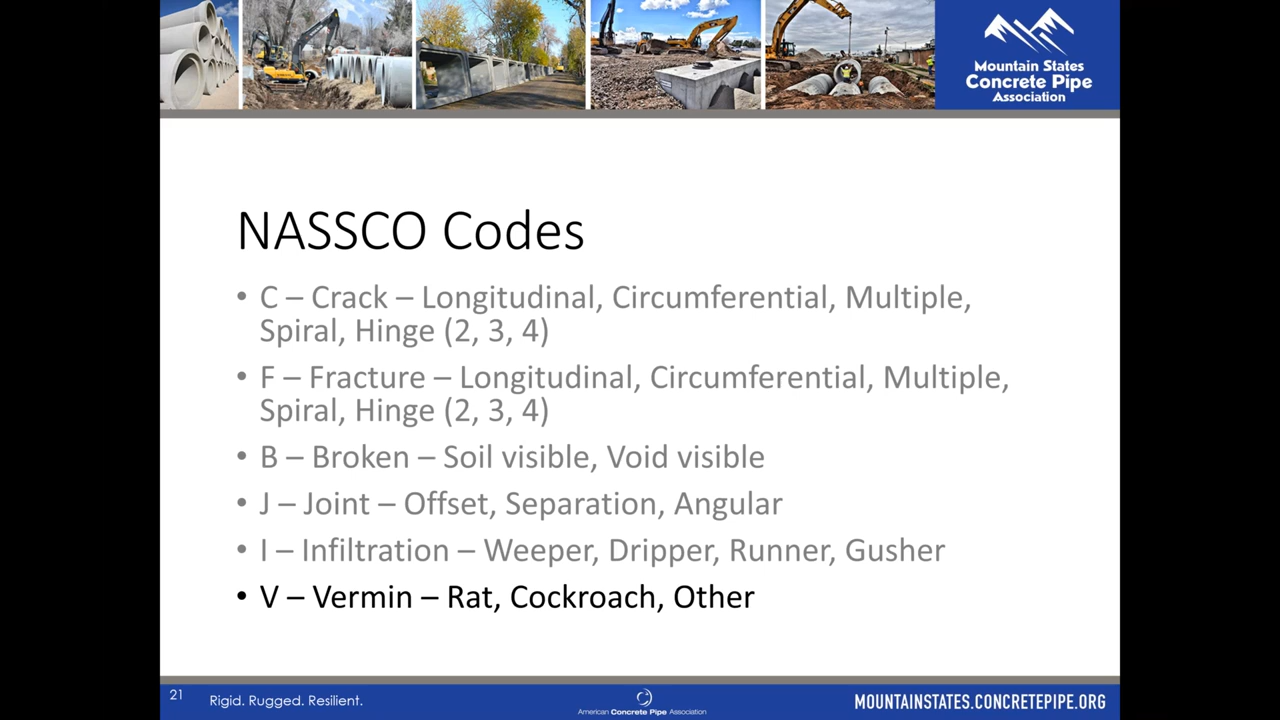 Mountain States
Concrete Pipe
Association
NASSCO Codes
• C – Crack – Longitudinal, Circumferential, Multiple,
Spiral, Hinge (2, 3, 4)
• F – Fracture – Longitudinal, Circumferential, Multiple,
Spiral, Hinge (2, 3, 4)
• B – Broken – Soil visible, Void visible
• J – Joint – Offset, Separation, Angular
• I – Infiltration – Weeper, Dripper, Runner, Gusher
• V – Vermin – Rat, Cockroach, Other
21
Rigid. Rugged. Resilient.
American Concrete Pipe Association
MOUNTAINSTATES.CONCRETEPIPE.ORG